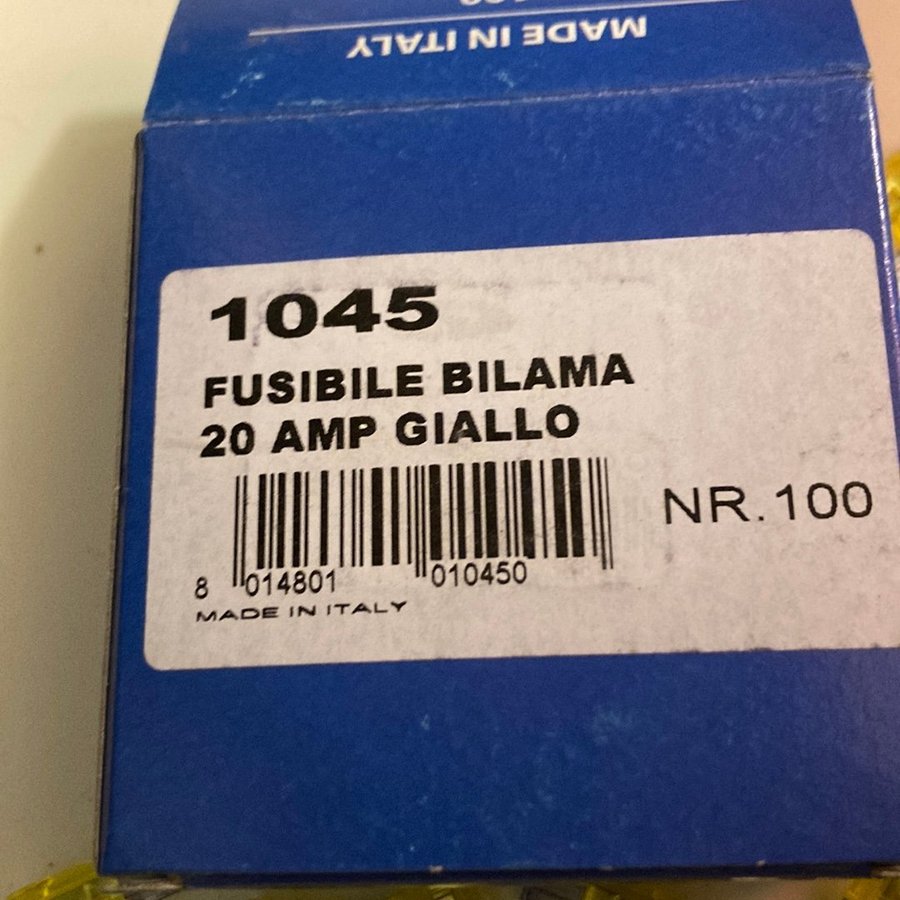 MADE IN ITALY
1045
FUSIBILE BILAMA
20 AMP GIALLO
NR.100
8 014801 010450
MADE IN ITALY